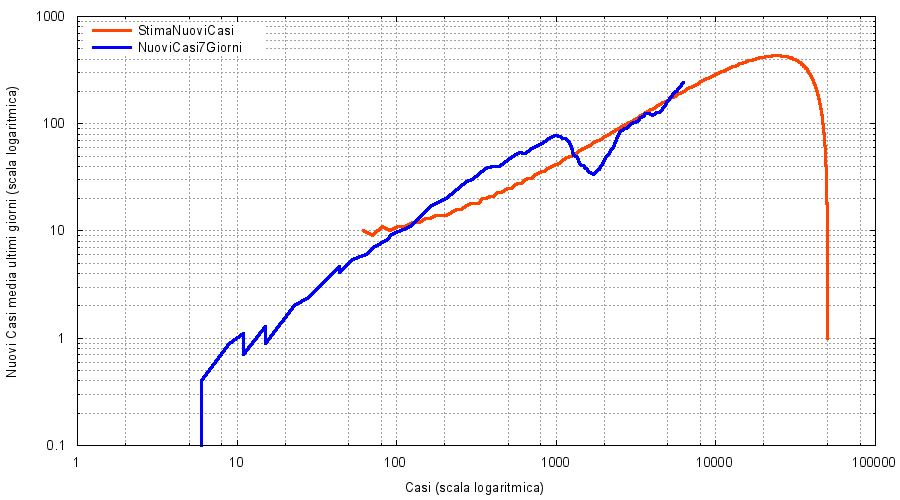 1000
100
10
1
0.1
Nuovi Casi media ultimi giorni (scala logaritmica)
StimaNuoviCasi
NuoviCasi7Giorni
1 10 100 1000 10000 100000
Casi (scala logaritmica)